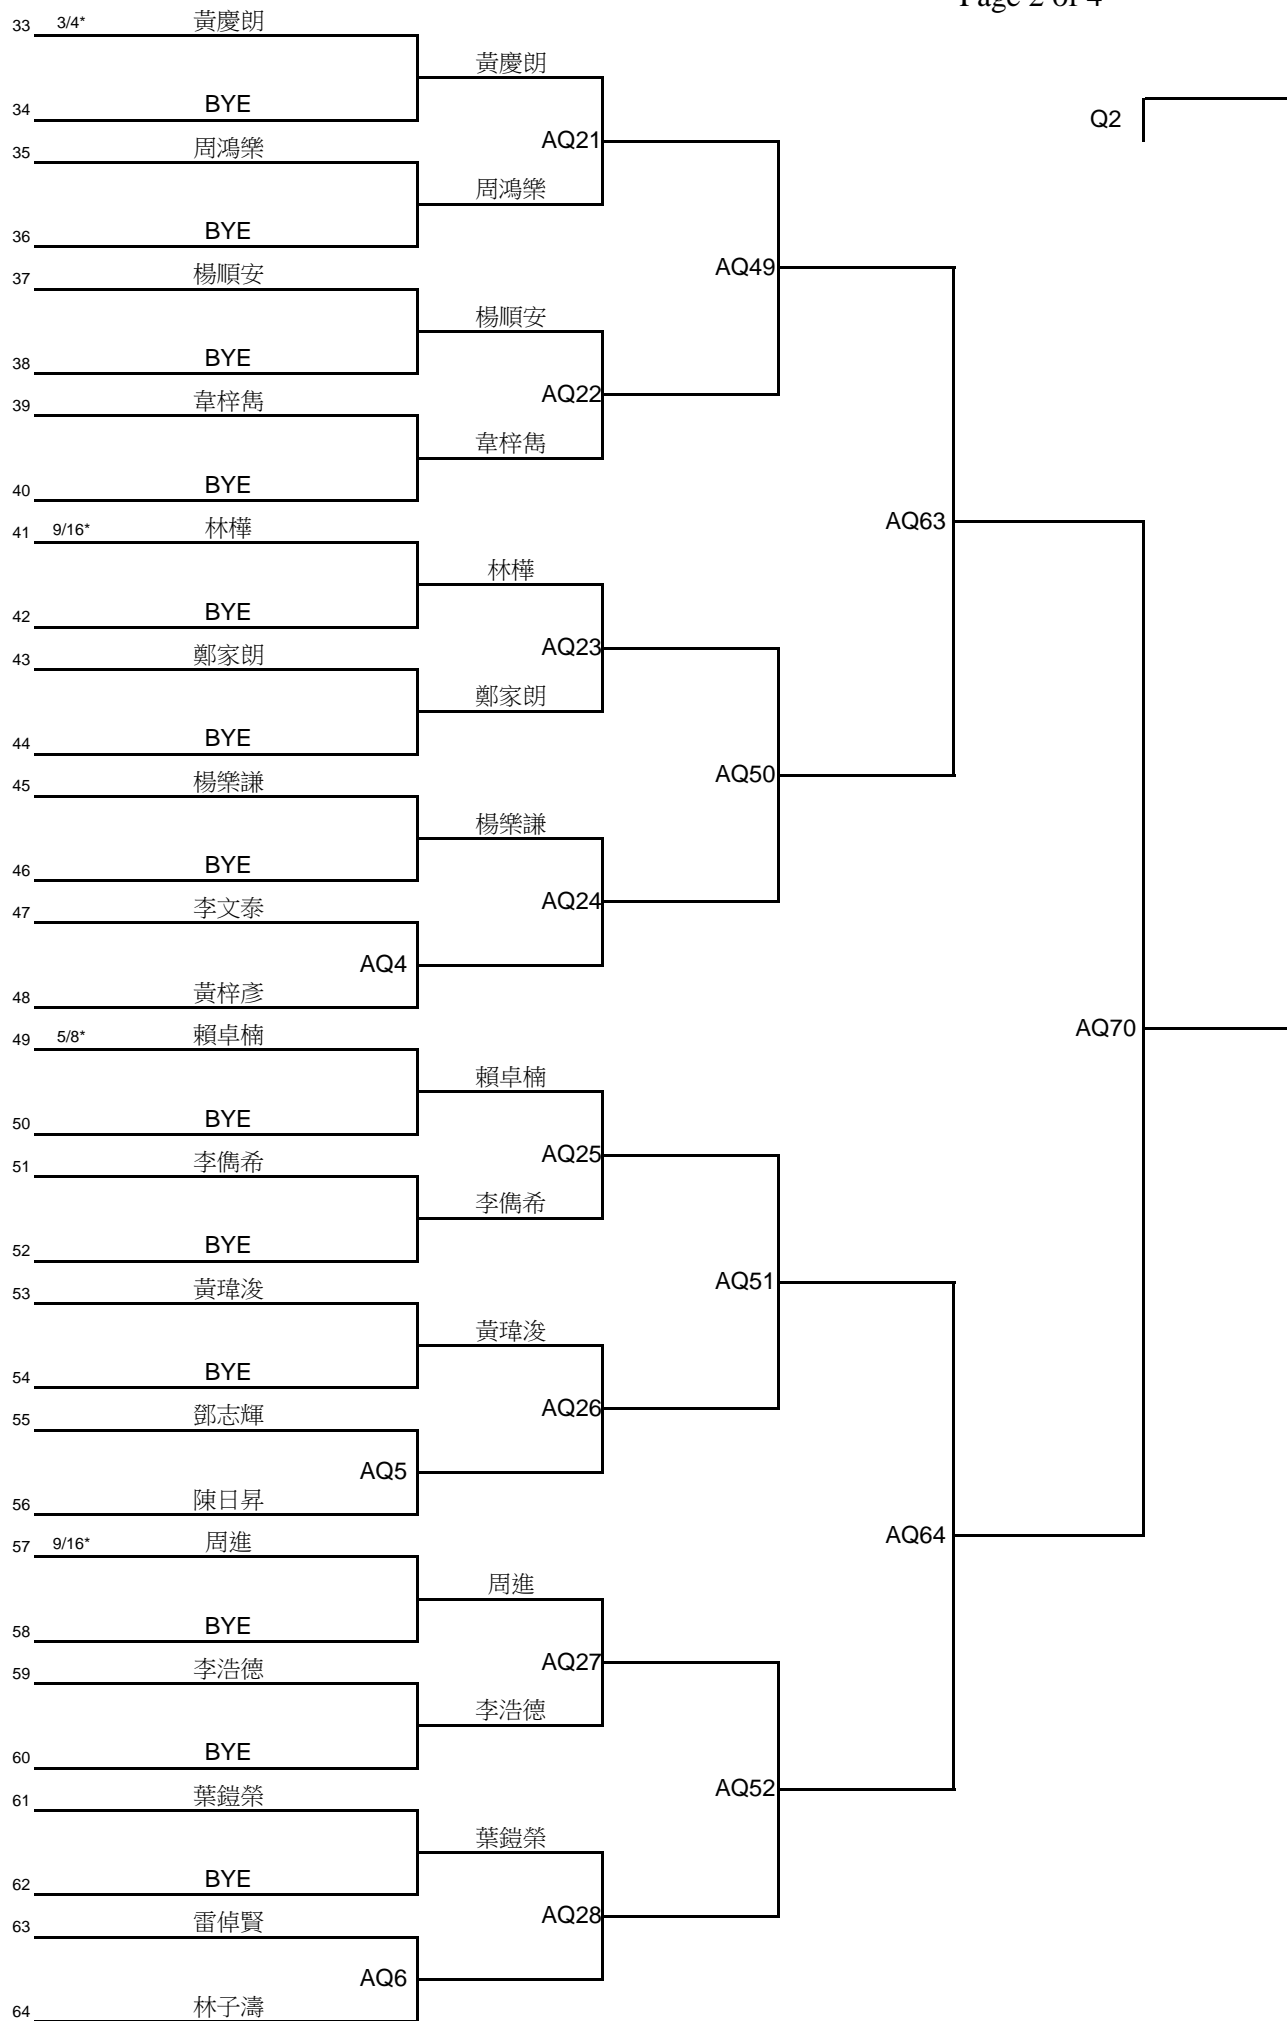 Page 2 of 4
33 3/4* 黃慶朗
黃慶朗
34 BYE
Q2
35 周鴻樂
AQ21
周鴻樂
36 BYE
37 楊順安
AQ49
楊順安
38 BYE
39 韋梓雋
AQ22
韋梓雋
40 BYE
41 9/16* 林樺
AQ63
林樺
42 BYE
43 鄭家朗
AQ23
鄭家朗
44 BYE
45 楊樂謙
AQ50
楊樂謙
46 BYE
47 李文泰
AQ24
AQ4
48 黃梓彥
49 5/8* 賴卓楠
AQ70
賴卓楠
50 BYE
51 李儁希
AQ25
李儁希
52 BYE
53 黃瑋浚
AQ51
黃瑋浚
54 BYE
55 鄧志輝
AQ26
AQ5
56 陳日昇
57 9/16* 周進
AQ64
周進
58 BYE
59 李浩德
AQ27
李浩德
60 BYE
61 葉鎧榮
AQ52
葉鎧榮
62 BYE
63 雷倬賢
AQ28
AQ6
64 林子濤